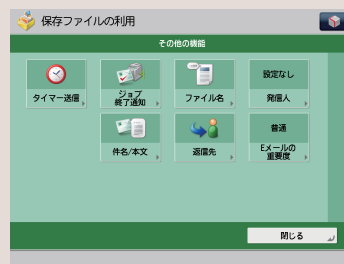 保存ファイルの利用
その他の機能
タイマー送信
ジョブ
終了通知
ファイル名
設定なし
発信人
件名/本文
返信先
普通
Eメールの
重要度
閉じる